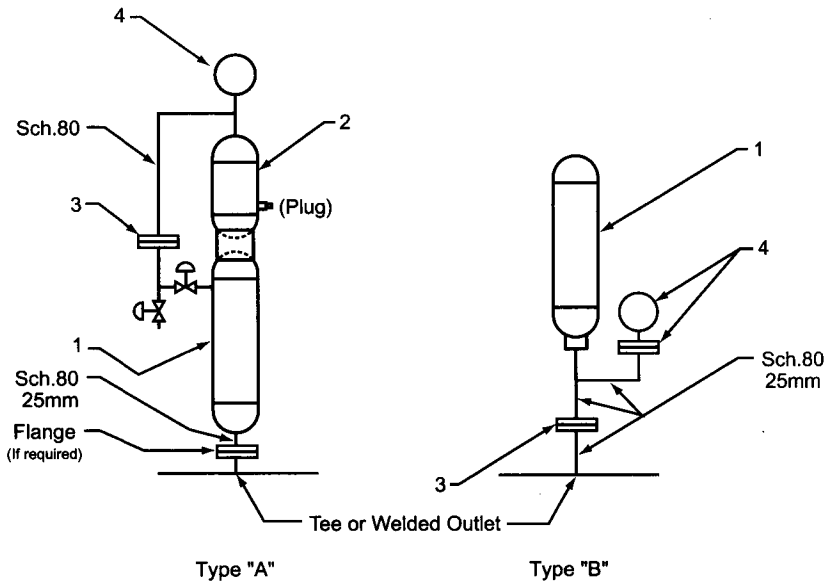 4
Sch.80
2
3
(Plug)
1
Sch.80
25mm
Flange
(If required)
1
4
Sch.80
25mm
3
Tee or Welded Outlet
Type "A"
Type "B"